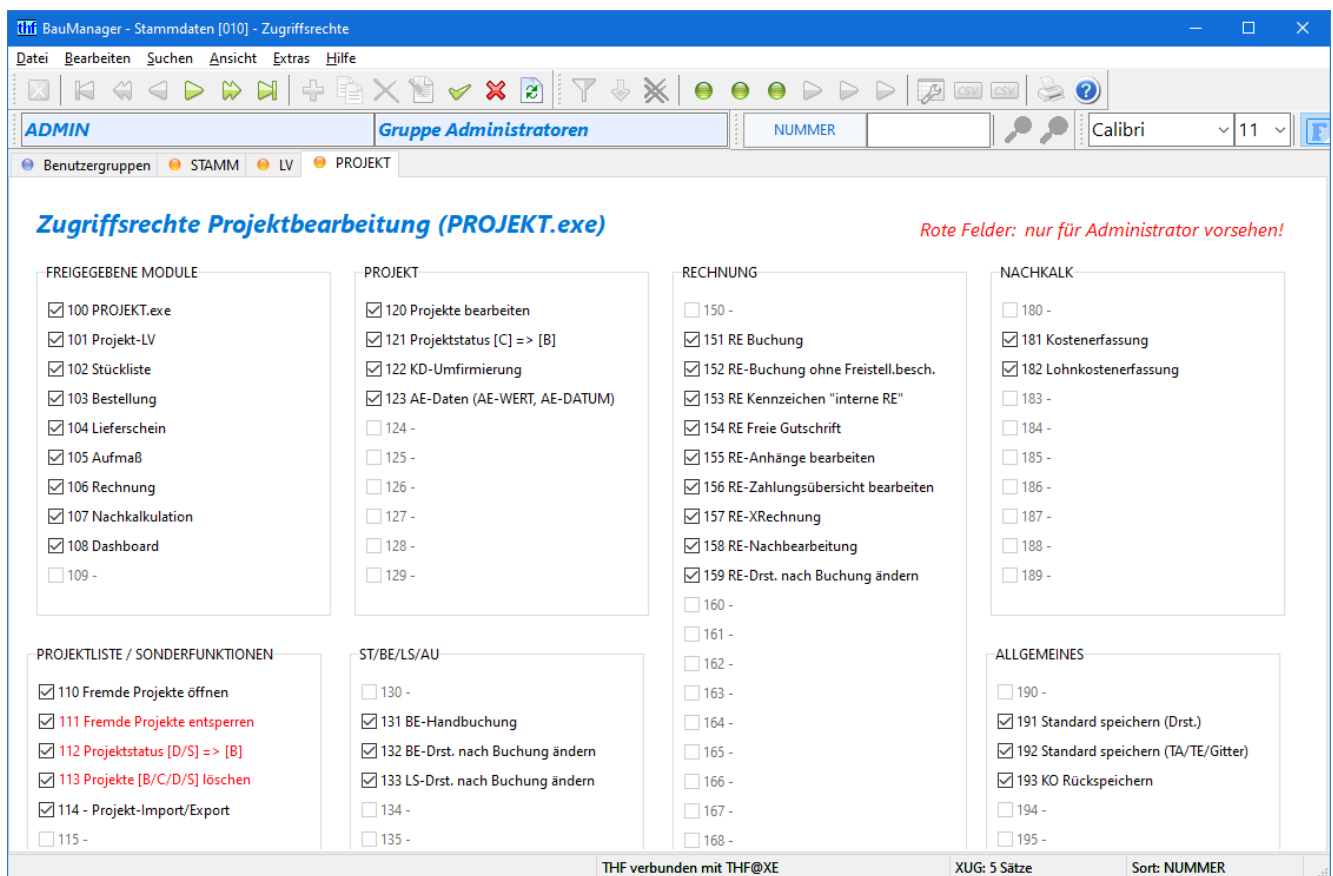 thf BauManager - Stammdaten [010] - Zugriffsrechte
Datei Bearbeiten Suchen Ansicht Extras Hilfe
CSV CSV
ADMIN Gruppe Administratoren NUMMER Calibri 11 F
Benutzergruppen STAMM LV PROJEKT
Zugriffsrechte Projektbearbeitung (PROJEKT.exe)
Rote Felder: nur für Administrator vorsehen!
FREIGEGEBENE MODULE
100 PROJEKT.exe
101 Projekt-LV
102 Stückliste
103 Bestellung
104 Lieferschein
105 Aufmaß
106 Rechnung
107 Nachkalkulation
108 Dashboard
109 -
PROJEKT
120 Projekte bearbeiten
121 Projektstatus [C] => [B]
122 KD-Umfirmierung
123 AE-Daten (AE-WERT, AE-DATUM)
124 -
125 -
126 -
127 -
128 -
129 -
RECHNUNG
150 -
151 RE Buchung
152 RE-Buchung ohne Freistell.besch.
153 RE Kennzeichen "interne RE"
154 RE Freie Gutschrift
155 RE-Anhänge bearbeiten
156 RE-Zahlungsübersicht bearbeiten
157 RE-XRechnung
158 RE-Nachbearbeitung
159 RE-Drst. nach Buchung ändern
160 -
161 -
162 -
163 -
164 -
165 -
166 -
167 -
168 -
NACHKALK
180 -
181 Kostenerfassung
182 Lohnkostenerfassung
183 -
184 -
185 -
186 -
187 -
188 -
189 -
PROJEKTLISTE / SONDERFUNKTIONEN
110 Fremde Projekte öffnen
111 Fremde Projekte entsperren
112 Projektstatus [D/S] => [B]
113 Projekte [B/C/D/S] löschen
114 - Projekt-Import/Export
115 -
ST/BE/LS/AU
130 -
131 BE-Handbuchung
132 BE-Drst. nach Buchung ändern
133 LS-Drst. nach Buchung ändern
134 -
135 -
ALLGEMEINES
190 -
191 Standard speichern (Drst.)
192 Standard speichern (TA/TE/Gitter)
193 KO Rückspeichern
194 -
195 -
THF verbunden mit THF@XE XUG: 5 Sätze Sort: NUMMER